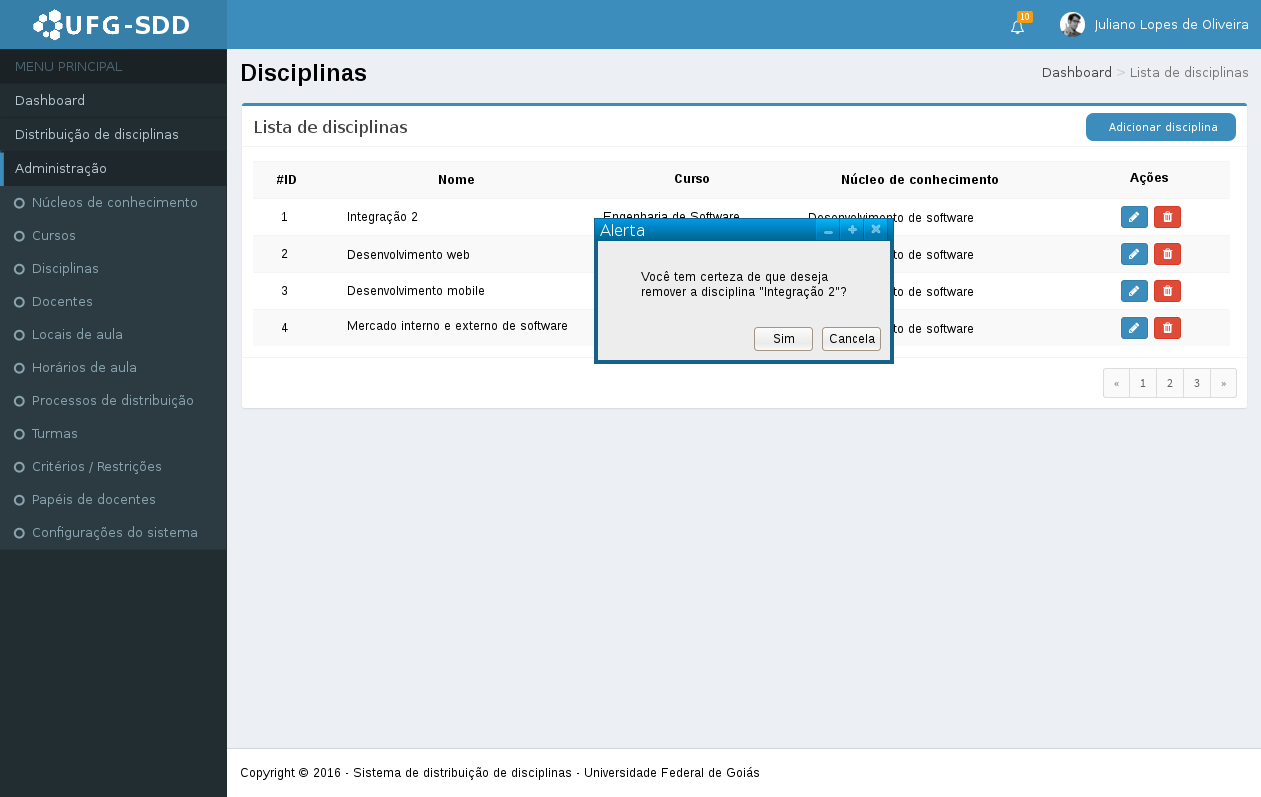 UFG-SDD
10
Juliano Lopes de Oliveira
MENU PRINCIPAL
Dashboard
Distribuição de disciplinas
Administração
Núcleos de conhecimento
Cursos
Disciplinas
Docentes
Locais de aula
Horários de aula
Processos de distribuição
Turmas
Critérios / Restrições
Papéis de docentes
Configurações do sistema
Disciplinas
Dashboard > Lista de disciplinas
Lista de disciplinas
Adicionar disciplina
#ID Nome Curso Núcleo de conhecimento Ações
1 Integração 2 Engenharia de Software Desenvolvimento de software
2 Desenvolvimento web to de software
3 Desenvolvimento mobile to de software
4 Mercado interno e externo de software to de software
Alerta
Você tem certeza de que deseja
remover a disciplina "Integração 2"?
Sim Cancela
« 1 2 3 »
Copyright © 2016 - Sistema de distribuição de disciplinas - Universidade Federal de Goiás